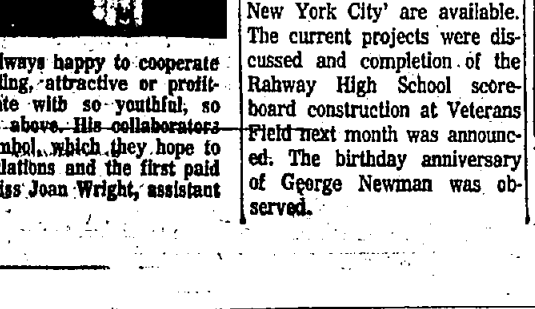 lways happy to cooperate
ting, attractive or profit-
te with so youthful, so
above. His collaborators
mbol, which they hope to
lations and the first paid
iss Joan Wright, assistant
New York City' are available.
The current projects were dis-
cussed and completion of the
Rahway High School score-
board construction at Veterans
Field next month was announc-
ed. The birthday anniversary
of George Newman was ob-
served.